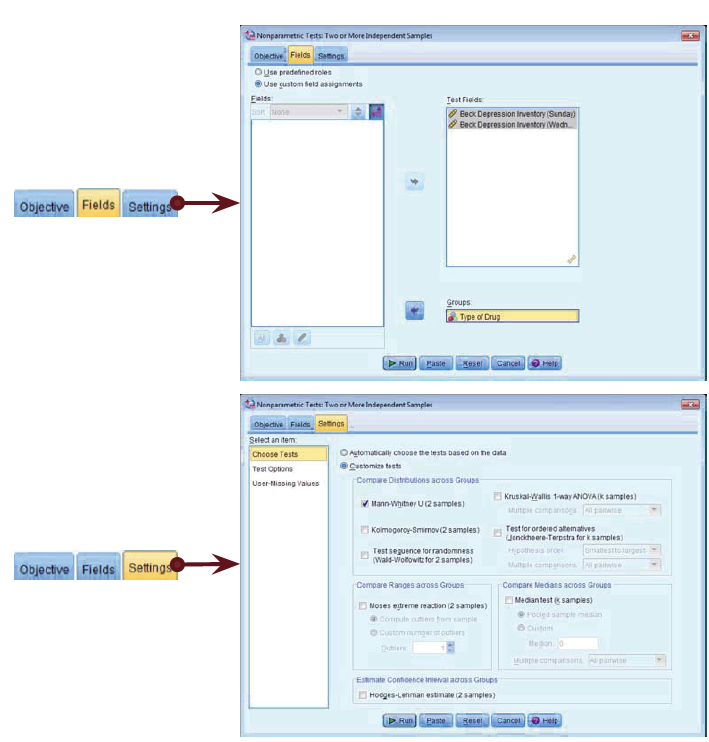 Nonparametric Tests: Two or More Independent Samples
Objective Fields Settings
Use predefined roles
Use custom field assignments
Fields:
Sort: None
Test Fields:
Beck Depression Inventory (Sunday)
Beck Depression Inventory (Wedn...
Objective Fields Settings
Groups:
Type of Drug
All
Run Paste Reset Cancel Help
Nonparametric Tests: Two or More Independent Samples
Objective Fields Settings
Select an item:
Choose Tests
Test Options
User-Missing Values
Automatically choose the tests based on the data
Customize tests
Compare Distributions across Groups
Mann-Whitney U (2 samples)
Kolmogorov-Smirnov (2 samples)
Test sequence for randomness
(Wald-Wolfowitz for 2 samples)
Kruskal-Wallis 1-way ANOVA (k samples)
Multiple comparisons: All pairwise
Test for ordered alternatives
(Jonckheere-Terpstra for k samples)
Hypothesis order: Smallest to largest
Multiple comparisons: All pairwise
Compare Ranges across Groups
Moses extreme reaction (2 samples)
Compute outliers from sample
Custom number of outliers
Outliers: 1
Compare Medians across Groups
Median test (k samples)
Pooled sample median
Custom
Median: 0
Multiple comparisons: All pairwise
Estimate Confidence Interval across Groups
Hodges-Lehman estimate (2 samples)
Objective Fields Settings
Run Paste Reset Cancel Help